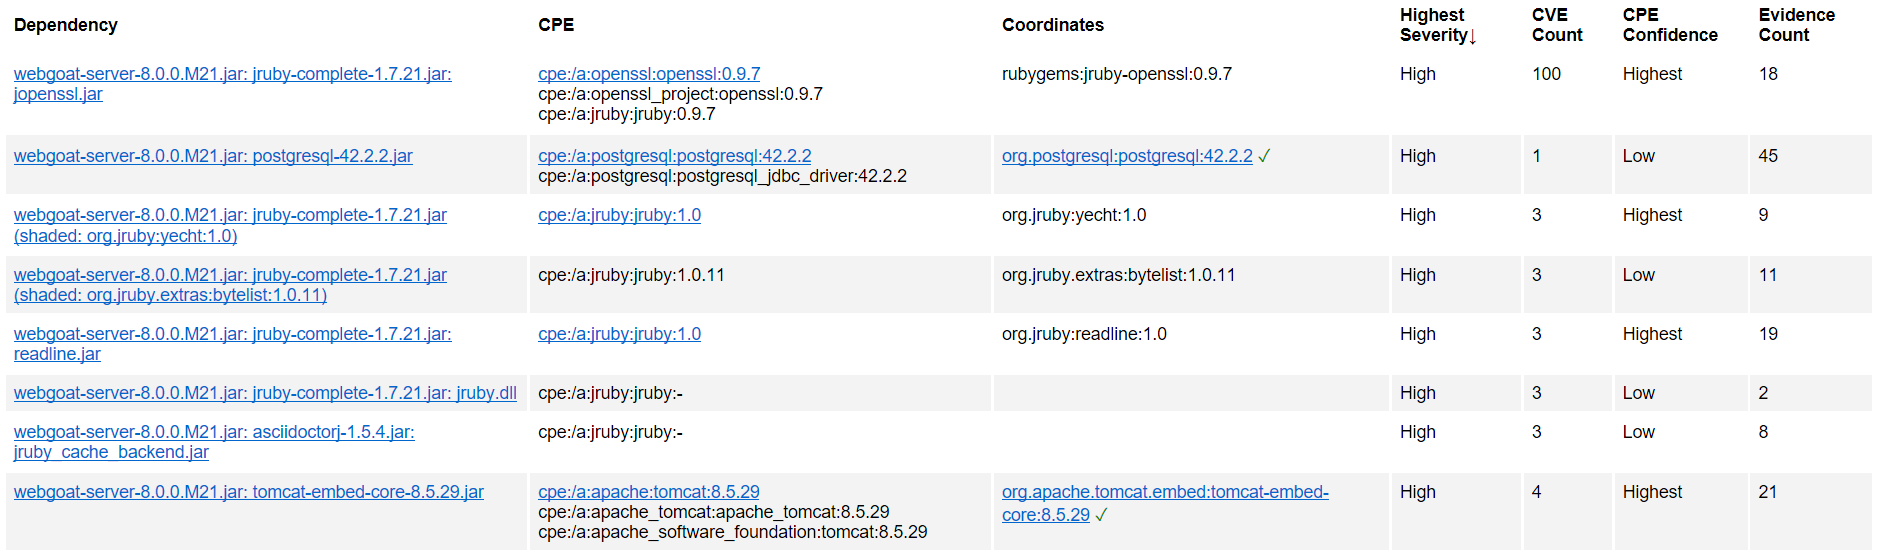 Dependency CPE Coordinates Highest Severity↓ CVE Count CPE Confidence Evidence Count
webgoat-server-8.0.0.M21.jar: jruby-complete-1.7.21.jar: cpe:/a:openssl:openssl:0.9.7 rubygems:jruby-openssl:0.9.7 High 100 Highest 18
jopenssl.jar cpe:/a:openssl_project:openssl:0.9.7
cpe:/a:jruby:jruby:0.9.7
webgoat-server-8.0.0.M21.jar: postgresql-42.2.2.jar cpe:/a:postgresql:postgresql:42.2.2 org.postgresql:postgresql:42.2.2 ✓ High 1 Low 45
cpe:/a:postgresql:postgresql_jdbc_driver:42.2.2
webgoat-server-8.0.0.M21.jar: jruby-complete-1.7.21.jar cpe:/a:jruby:jruby:1.0 org.jruby:yecht:1.0 High 3 Highest 9
(shaded: org.jruby:yecht:1.0)
webgoat-server-8.0.0.M21.jar: jruby-complete-1.7.21.jar cpe:/a:jruby:jruby:1.0.11 org.jruby.extras:bytelist:1.0.11 High 3 Low 11
(shaded: org.jruby.extras:bytelist:1.0.11)
webgoat-server-8.0.0.M21.jar: jruby-complete-1.7.21.jar: cpe:/a:jruby:jruby:1.0 org.jruby:readline:1.0 High 3 Highest 19
readline.jar
webgoat-server-8.0.0.M21.jar: jruby-complete-1.7.21.jar: jruby.dll cpe:/a:jruby:jruby:- High 3 Low 2
webgoat-server-8.0.0.M21.jar: asciidoctorj-1.5.4.jar: cpe:/a:jruby:jruby:- High 3 Low 8
jruby_cache_backend.jar
webgoat-server-8.0.0.M21.jar: tomcat-embed-core-8.5.29.jar cpe:/a:apache:tomcat:8.5.29 org.apache.tomcat.embed:tomcat-embed- High 4 Highest 21
cpe:/a:apache_tomcat:apache_tomcat:8.5.29 core:8.5.29 ✓
cpe:/a:apache_software_foundation:tomcat:8.5.29